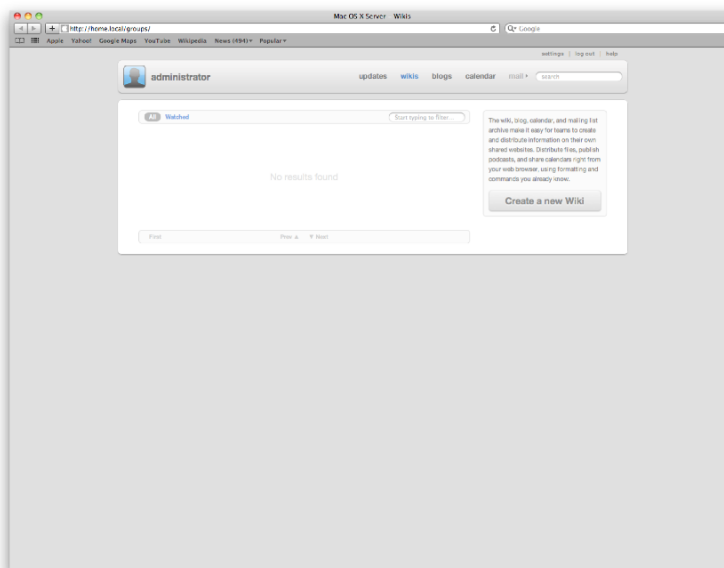 Mac OS X Server  Wikis
http://home.local/groups/
Google
Apple Yahoo! Google Maps YouTube Wikipedia News (494) Popular
settings | log out | help
administrator
updates wikis blogs calendar mail search
All Watched Start typing to filter...
The wiki, blog, calendar, and mailing list
archive make it easy for teams to create
and distribute information on their own
shared websites. Distribute files, publish
podcasts, and share calendars right from
your web browser, using formatting and
commands you already know.
No results found
Create a new Wiki
First Prev ▲ ▼ Next